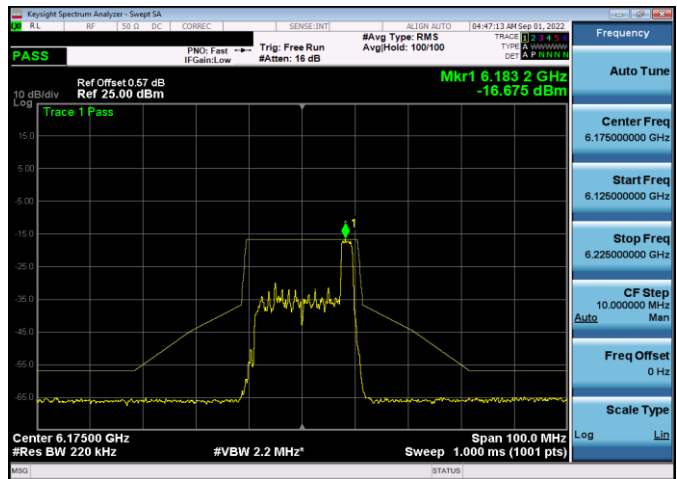 Keysight Spectrum Analyzer - Swept SA
RL RF 50 Ω DC CORREC SENSE:INT ALIGN AUTO 04:47:13 AM Sep 01, 2022
#Avg Type: RMS TRACE 1 2 3 4 5 6
PNO: Fast Trig: Free Run Avg|Hold: 100/100 TYPE A WWWWW
IFGain:Low #Atten: 16 dB DET A P N N N N
PASS
Ref Offset 0.57 dB Mkr1 6.183 2 GHz
10 dB/div Ref 25.00 dBm -16.675 dBm
Log
Trace 1 Pass
15.0
5.00
-5.00
1
-15.0
-25.0
-35.0
-45.0
-55.0
-65.0
Center 6.17500 GHz Span 100.0 MHz
#Res BW 220 kHz #VBW 2.2 MHz* Sweep 1.000 ms (1001 pts)
MSG STATUS
Frequency
Auto Tune
Center Freq
6.175000000 GHz
Start Freq
6.125000000 GHz
Stop Freq
6.225000000 GHz
CF Step
10.000000 MHz
Auto Man
Freq Offset
0 Hz
Scale Type
Log Lin